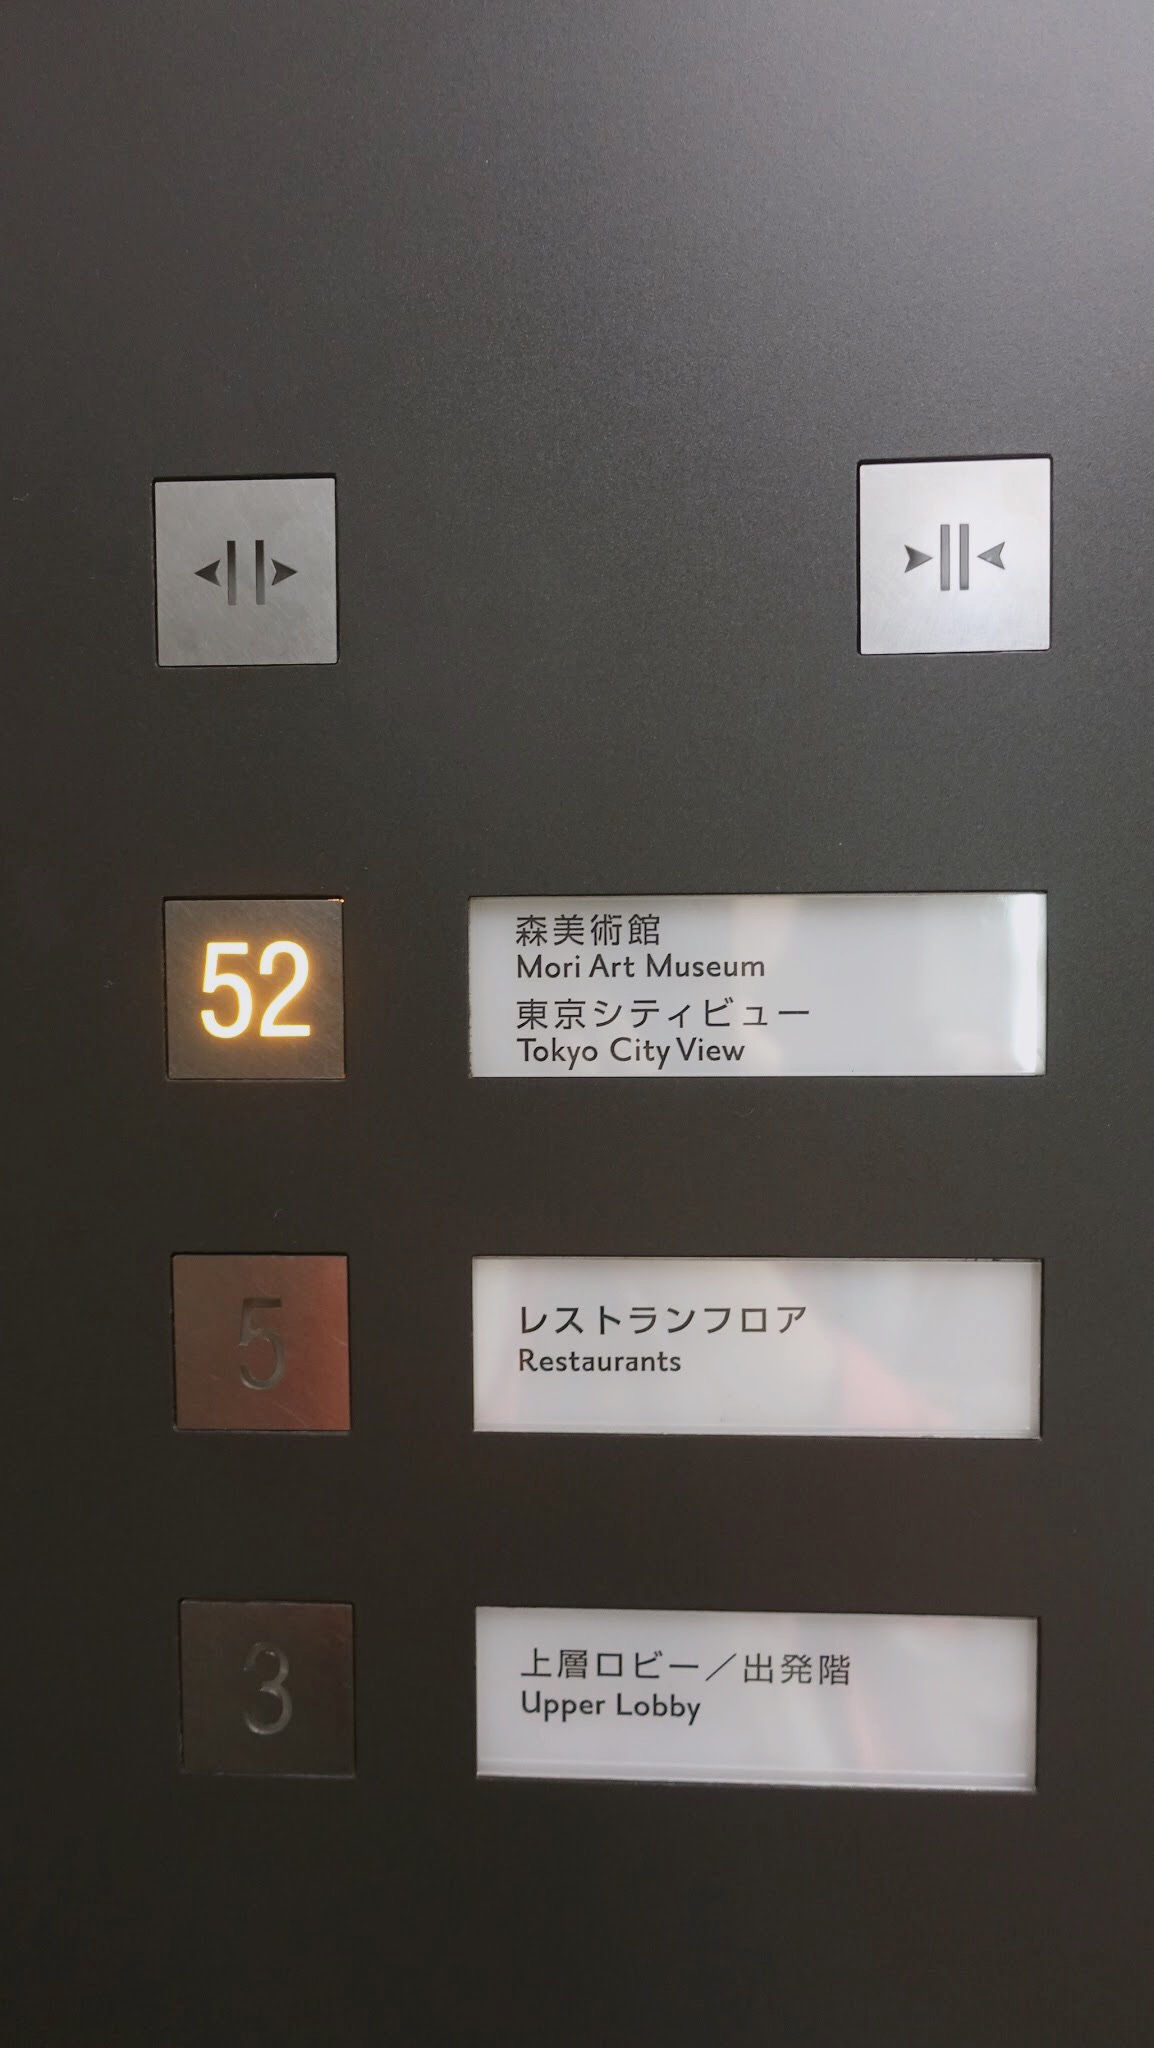 52
森美術館
Mori Art Museum
東京シティビュー
Tokyo City View
5
レストランフロア
Restaurants
3
上層ロビー／出発階
Upper Lobby